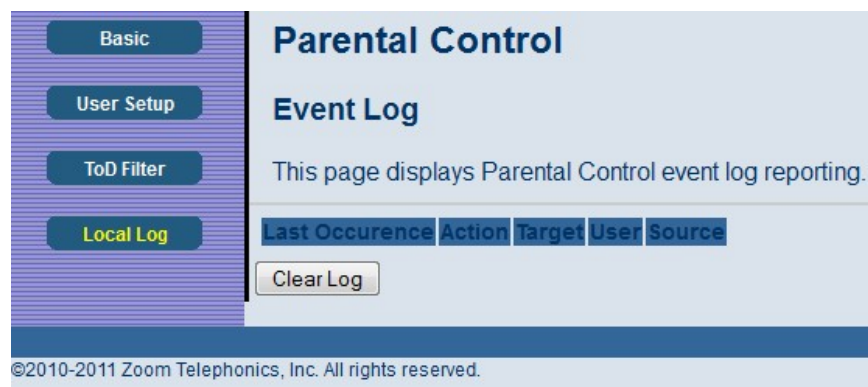 Basic
User Setup
ToD Filter
Local Log
Parental Control
Event Log
This page displays Parental Control event log reporting.
Last Occurence Action Target User Source
Clear Log
©2010-2011 Zoom Telephonics, Inc. All rights reserved.